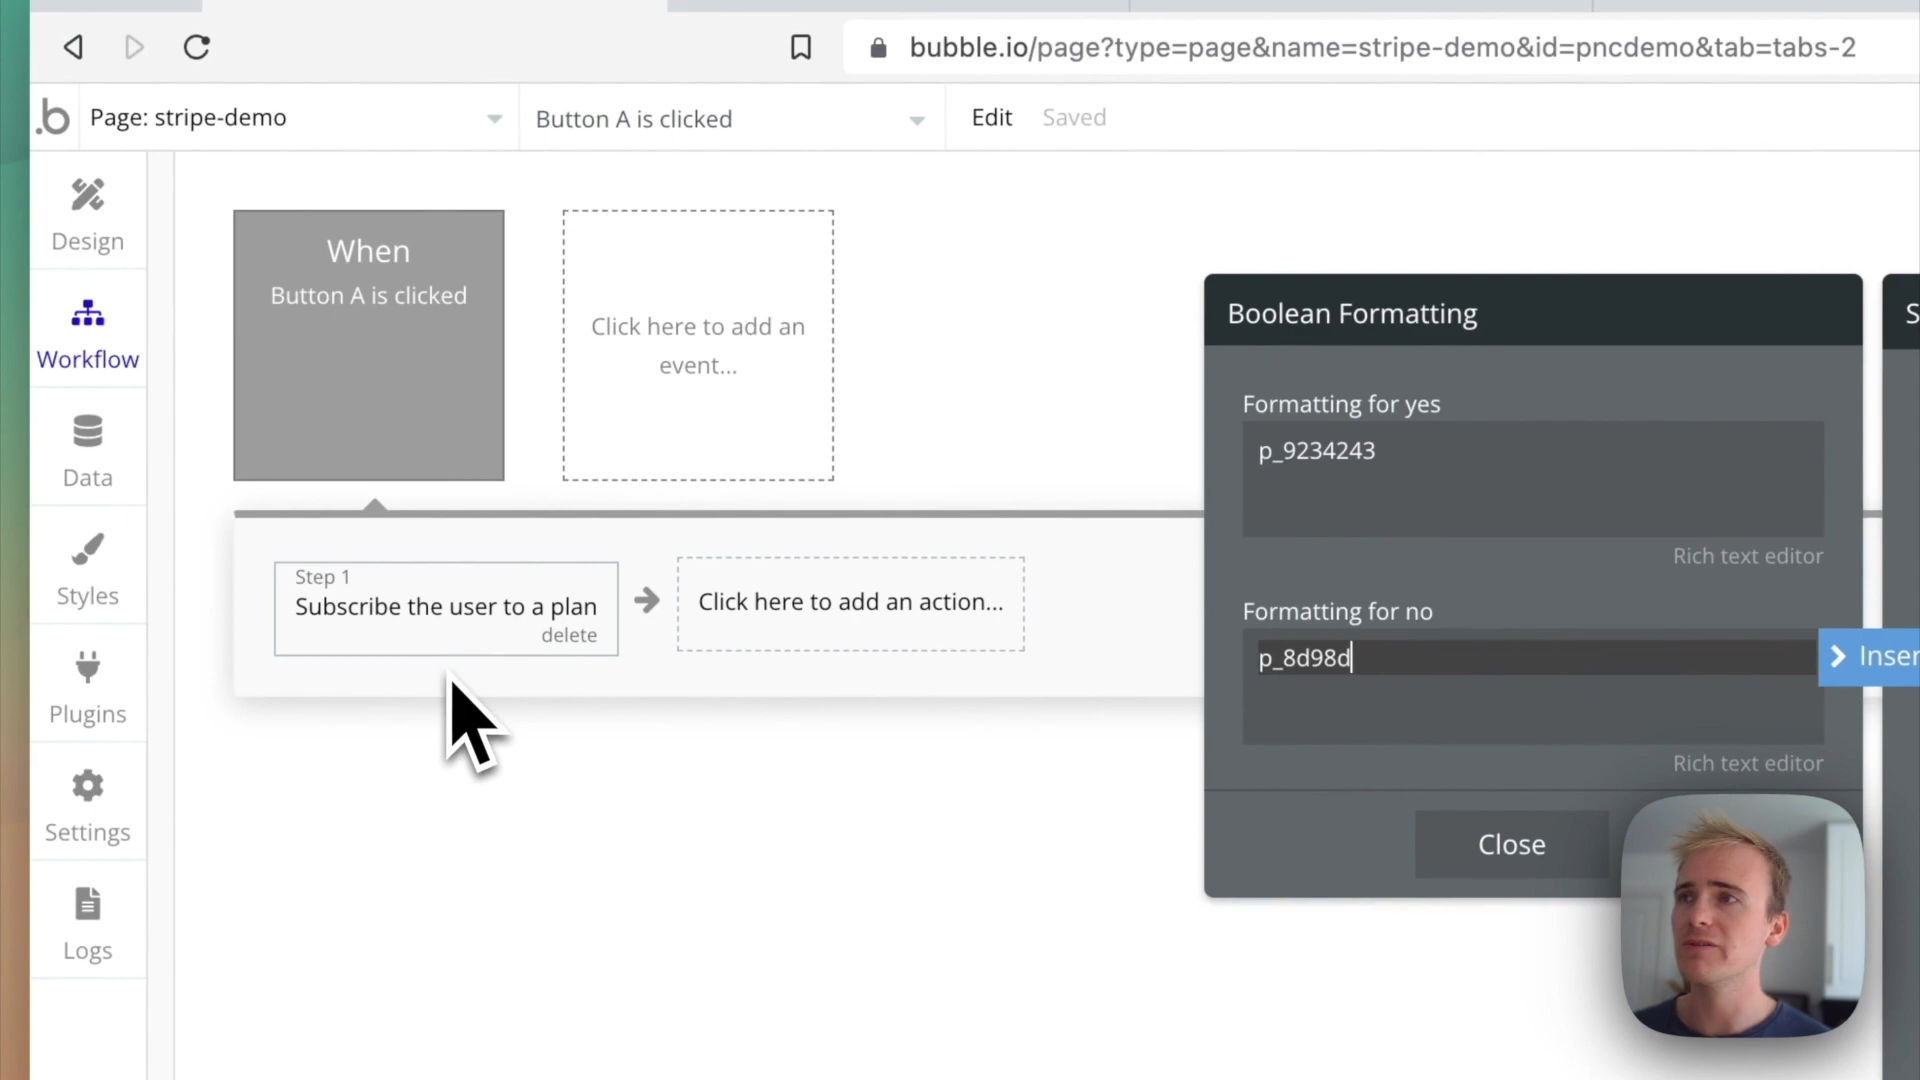 bubble.io/page?type=page&name=stripe-demo&id=pncdemo&tab=tabs-2
.b
Page: stripe-demo
Button A is clicked
Edit
Saved
Design
Workflow
Data
Styles
Plugins
Settings
Logs
When
Button A is clicked
Click here to add an
event...
Step 1
Subscribe the user to a plan
delete
Click here to add an action...
Boolean Formatting
Formatting for yes
p_9234243
Rich text editor
Formatting for no
p_8d98d
Rich text editor
Close